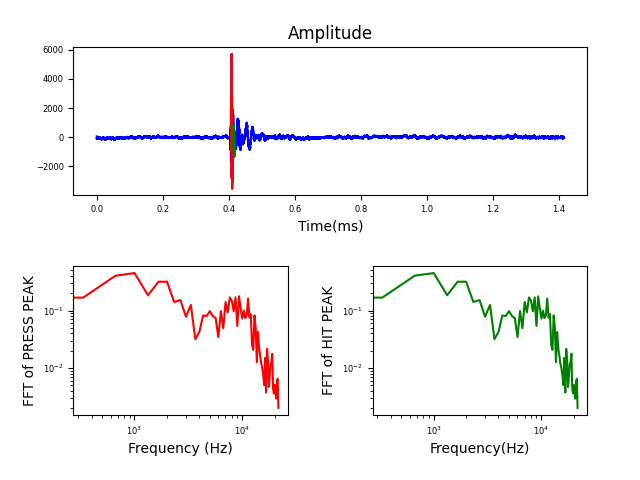 Amplitude
6000
4000
2000
0
−2000
0.0 0.2 0.4 0.6 0.8 1.0 1.2 1.4
Time(ms)
FFT of PRESS PEAK
10⁻¹
10⁻²
10³ 10⁴
Frequency (Hz)
FFT of HIT PEAK
10⁻¹
10⁻²
10³ 10⁴
Frequency(Hz)